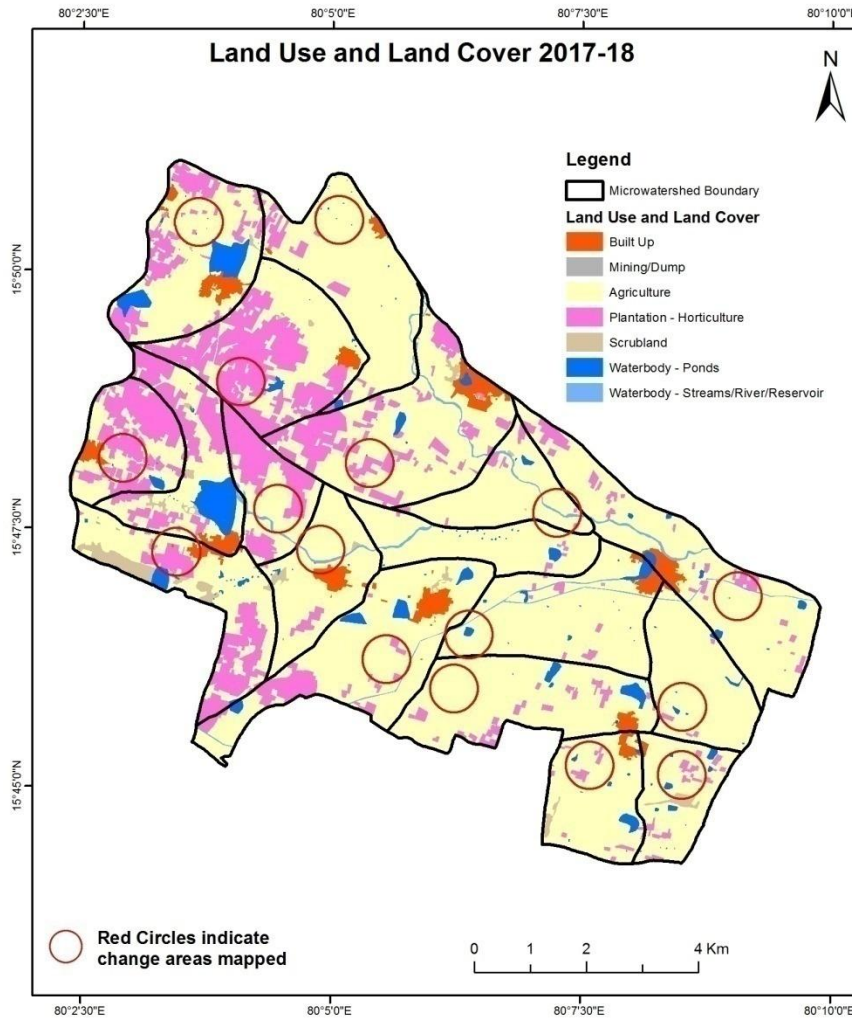 80°2'30"E 80°5'0"E 80°7'30"E 80°10'0"E
Land Use and Land Cover 2017-18
N
Legend
Microwatershed Boundary
Land Use and Land Cover
Built Up
Mining/Dump
Agriculture
Plantation - Horticulture
Scrubland
Waterbody - Ponds
Waterbody - Streams/River/Reservoir
15°50'0"N
15°47'30"N
15°45'0"N
Red Circles indicate
change areas mapped
0 1 2 4 Km
80°2'30"E 80°5'0"E 80°7'30"E 80°10'0"E